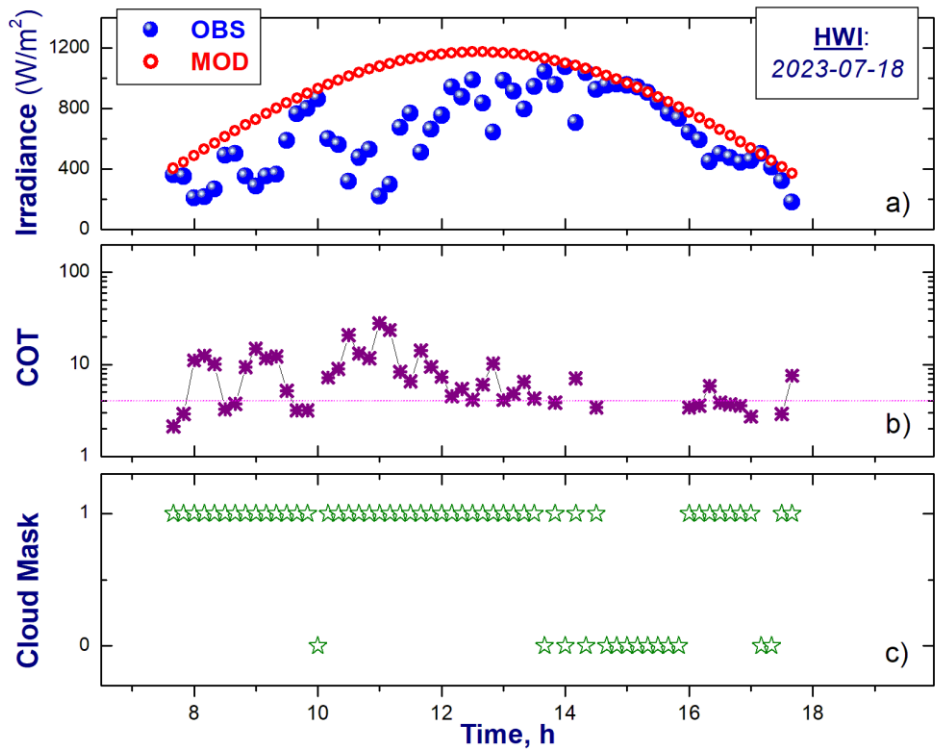 OBS
MOD
HWI:
2023-07-18
Irradiance (W/m²)
1200
800
400
0
a)
COT
100
10
1
b)
Cloud Mask
1
0
c)
8 10 12 14 16 18
Time, h